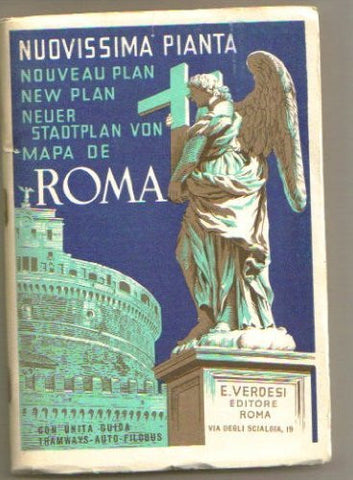 NUOVISSIMA PIANTA
NOUVEAU PLAN
NEW PLAN
NEUER
STADTPLAN VON
MAPA DE
ROMA
E. VERDESI
EDITORE
ROMA
VIA DEGLI SCIALOIA, 19
CON UNITA GUIDA
TRAMWAYS-AUTO-FILOBUS